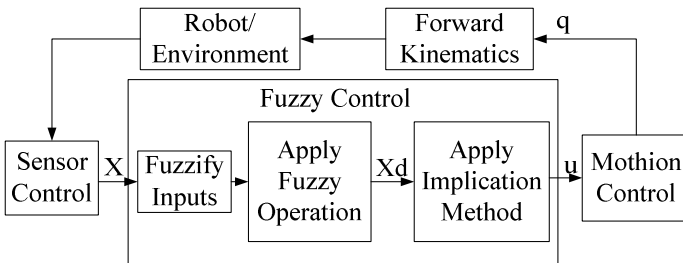 Robot/
Environment
Forward
Kinematics
q
Fuzzy Control
Sensor
Control
X
Fuzzify
Inputs
Apply
Fuzzy
Operation
Xd
Apply
Implication
Method
u
Mothion
Control